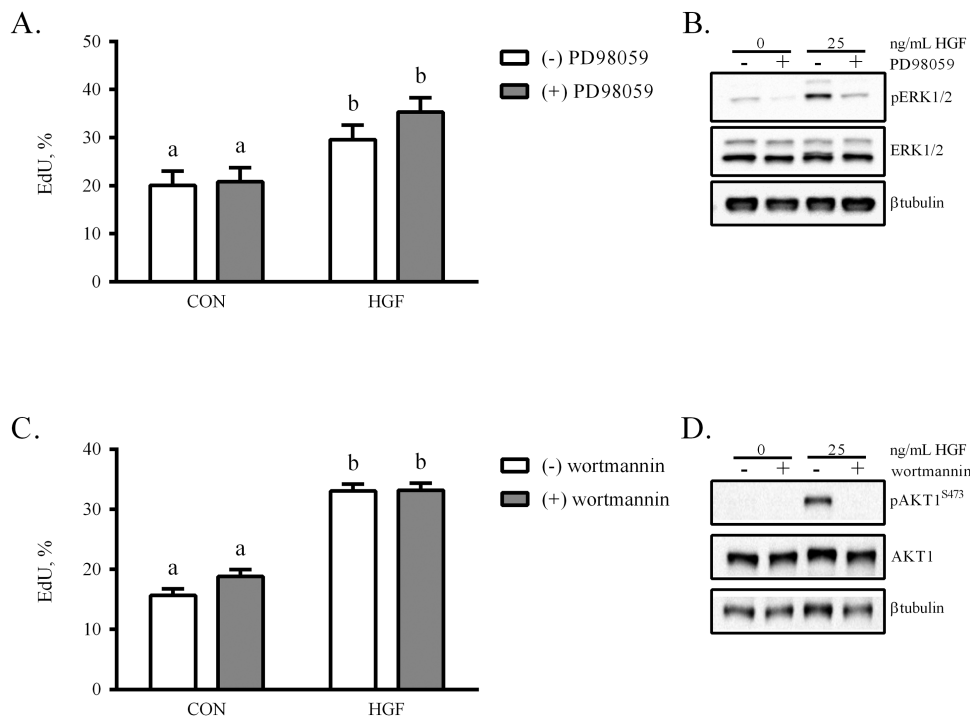 A.
50
40
30
20
10
0
EdU, %
a
a
b
b
CON
HGF
(-) PD98059
(+) PD98059
B.
0 25 ng/mL HGF
- + - + PD98059
pERK1/2
ERK1/2
βtubulin
C.
40
30
20
10
0
EdU, %
a
a
b
b
CON
HGF
(-) wortmannin
(+) wortmannin
D.
0 25 ng/mL HGF
- + - + wortmannin
pAKT1^S473
AKT1
βtubulin